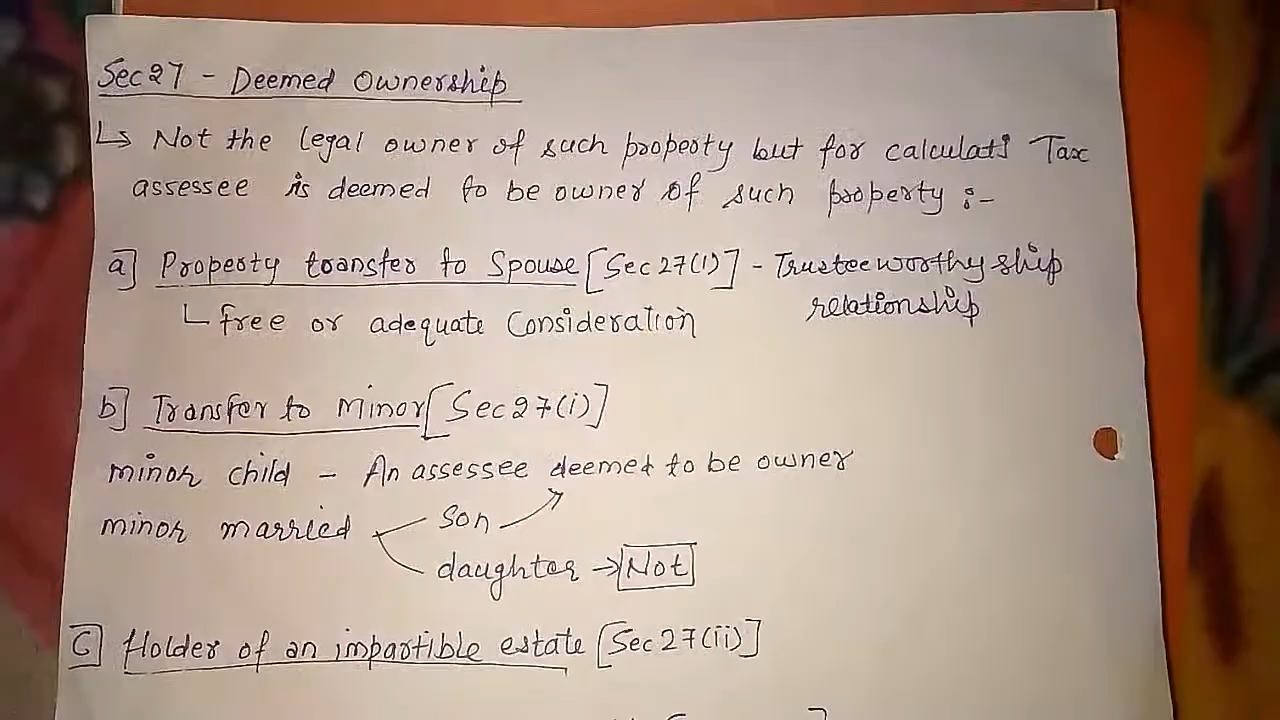 Sec 27 - Deemed Ownership
↳ Not the legal owner of such property but for calculati Tax
assessee is deemed to be owner of such property :-
a] Property transfer to Spouse [Sec 27(i)] - Trusteeworthyship
relationship
└ free or adequate Consideration
b] Transfer to Minor [Sec 27(i)]
minor child - An assessee deemed to be owner
minor married
Son
daughter → Not
C] Holder of an impartible estate [Sec 27(ii)]